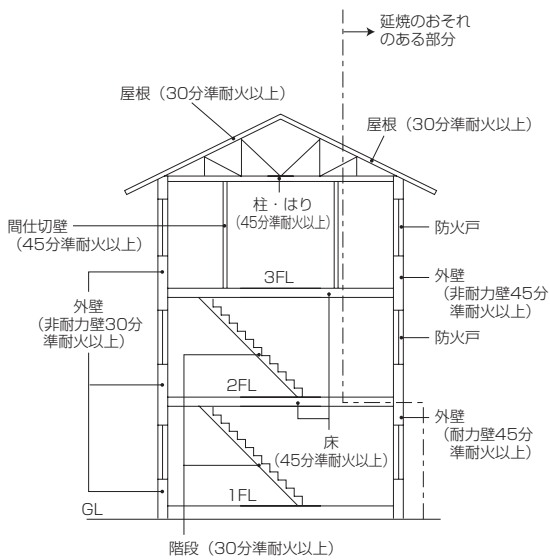 延焼のおそれ
のある部分
屋根（30分準耐火以上）
屋根（30分準耐火以上）
柱・はり
（45分準耐火以上）
間仕切壁
（45分準耐火以上）
防火戸
3FL
外壁
（非耐力壁45分
準耐火以上）
外壁
（非耐力壁30分
準耐火以上）
防火戸
2FL
外壁
（耐力壁45分
準耐火以上）
床
（45分準耐火以上）
1FL
GL
階段（30分準耐火以上）